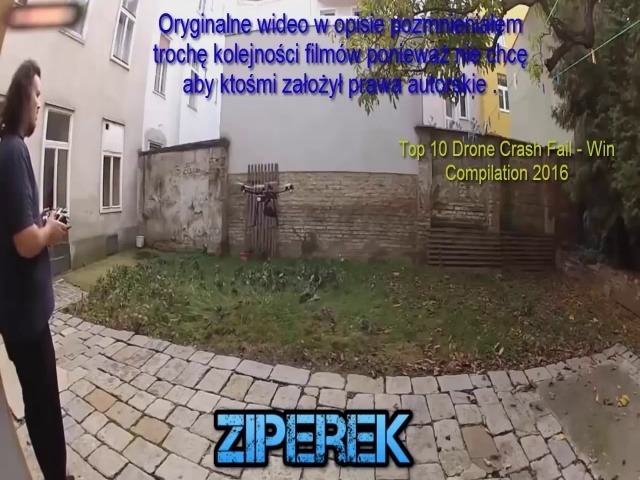 Oryginalne wideo w opisie pozmnieniałem
trochę kolejności filmów ponieważ nie chcę
aby ktośmi założył prawa autorskie
Top 10 Drone Crash Fail - Win
Compilation 2016
ZIPEREK